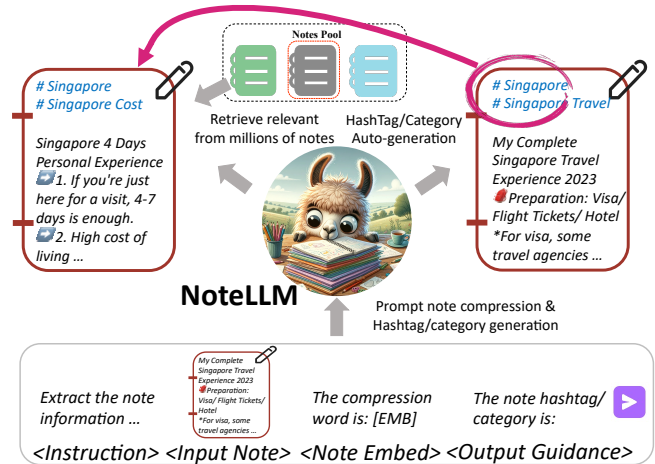 Notes Pool
# Singapore
# Singapore Cost
Singapore 4 Days
Personal Experience
➡️1. If you're just
here for a visit, 4-7
days is enough.
➡️2. High cost of
living ...
Retrieve relevant
from millions of notes
HashTag/Category
Auto-generation
# Singapore
# Singapore Travel
My Complete
Singapore Travel
Experience 2023
Preparation: Visa/
Flight Tickets/ Hotel
*For visa, some
travel agencies ...
NoteLLM
Prompt note compression &
Hashtag/category generation
Extract the note
information ...
My Complete
Singapore Travel
Experience 2023
Preparation:
Visa/ Flight Tickets/
Hotel
*For visa, some
travel agencies ...
The compression
word is: [EMB]
The note hashtag/
category is:
<Instruction> <Input Note> <Note Embed> <Output Guidance>